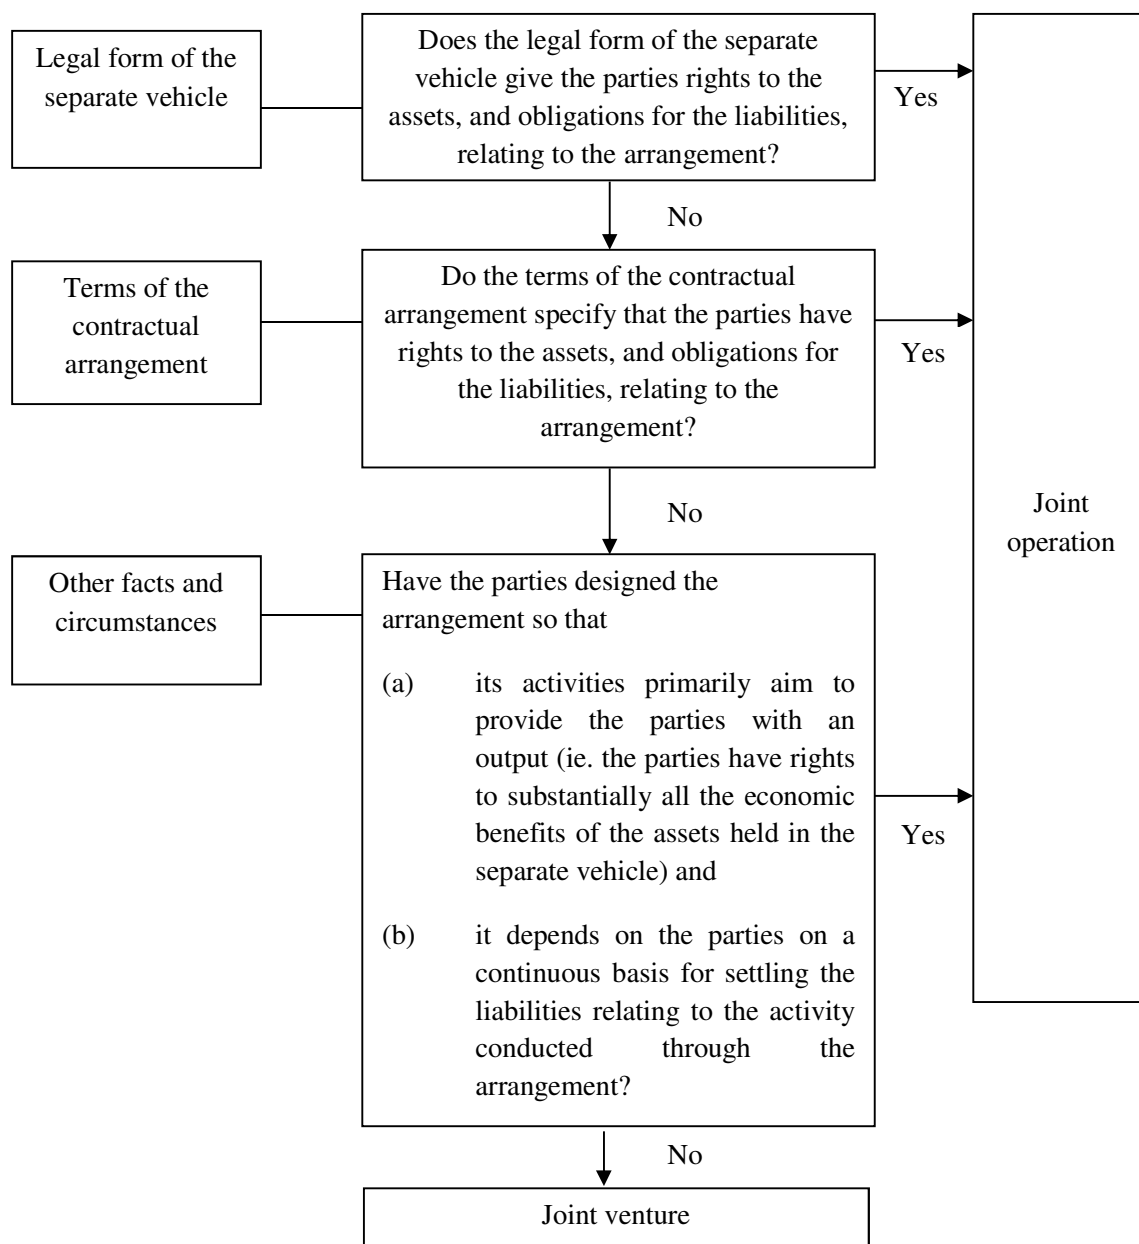 Legal form of the
separate vehicle
Does the legal form of the separate
vehicle give the parties rights to the
assets, and obligations for the liabilities,
relating to the arrangement?
Yes
No
Terms of the
contractual
arrangement
Do the terms of the contractual
arrangement specify that the parties have
rights to the assets, and obligations for
the liabilities, relating to the
arrangement?
Yes
No
Joint
operation
Other facts and
circumstances
Have the parties designed the
arrangement so that
(a) its activities primarily aim to
provide the parties with an
output (ie. the parties have rights
to substantially all the economic
benefits of the assets held in the
separate vehicle) and
Yes
(b) it depends on the parties on a
continuous basis for settling the
liabilities relating to the activity
conducted through the
arrangement?
No
Joint venture